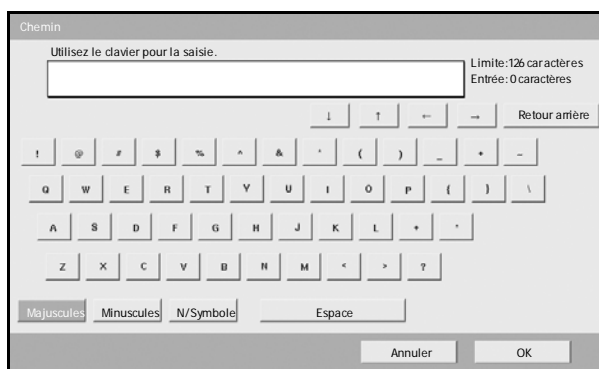 Chemin
Utilisez le clavier pour la saisie.
Limite:126 caractères
Entrée: 0 caractères
↓ ↑ ← → Retour arrière
! @ # $ % ^ & ( ) _ + –
Q W E R T Y U I O P { } \
A S D F G H J K L
Z X C V B N M < > ?
Majuscules Minuscules N/Symbole Espace
Annuler OK